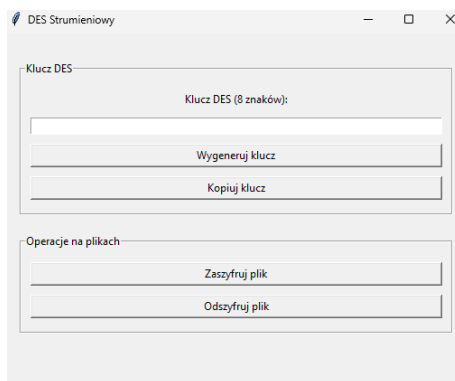 DES Strumieniowy
Klucz DES
Klucz DES (8 znaków):
Wygeneruj klucz
Kopiuj klucz
Operacje na plikach
Zaszyfruj plik
Odszyfruj plik